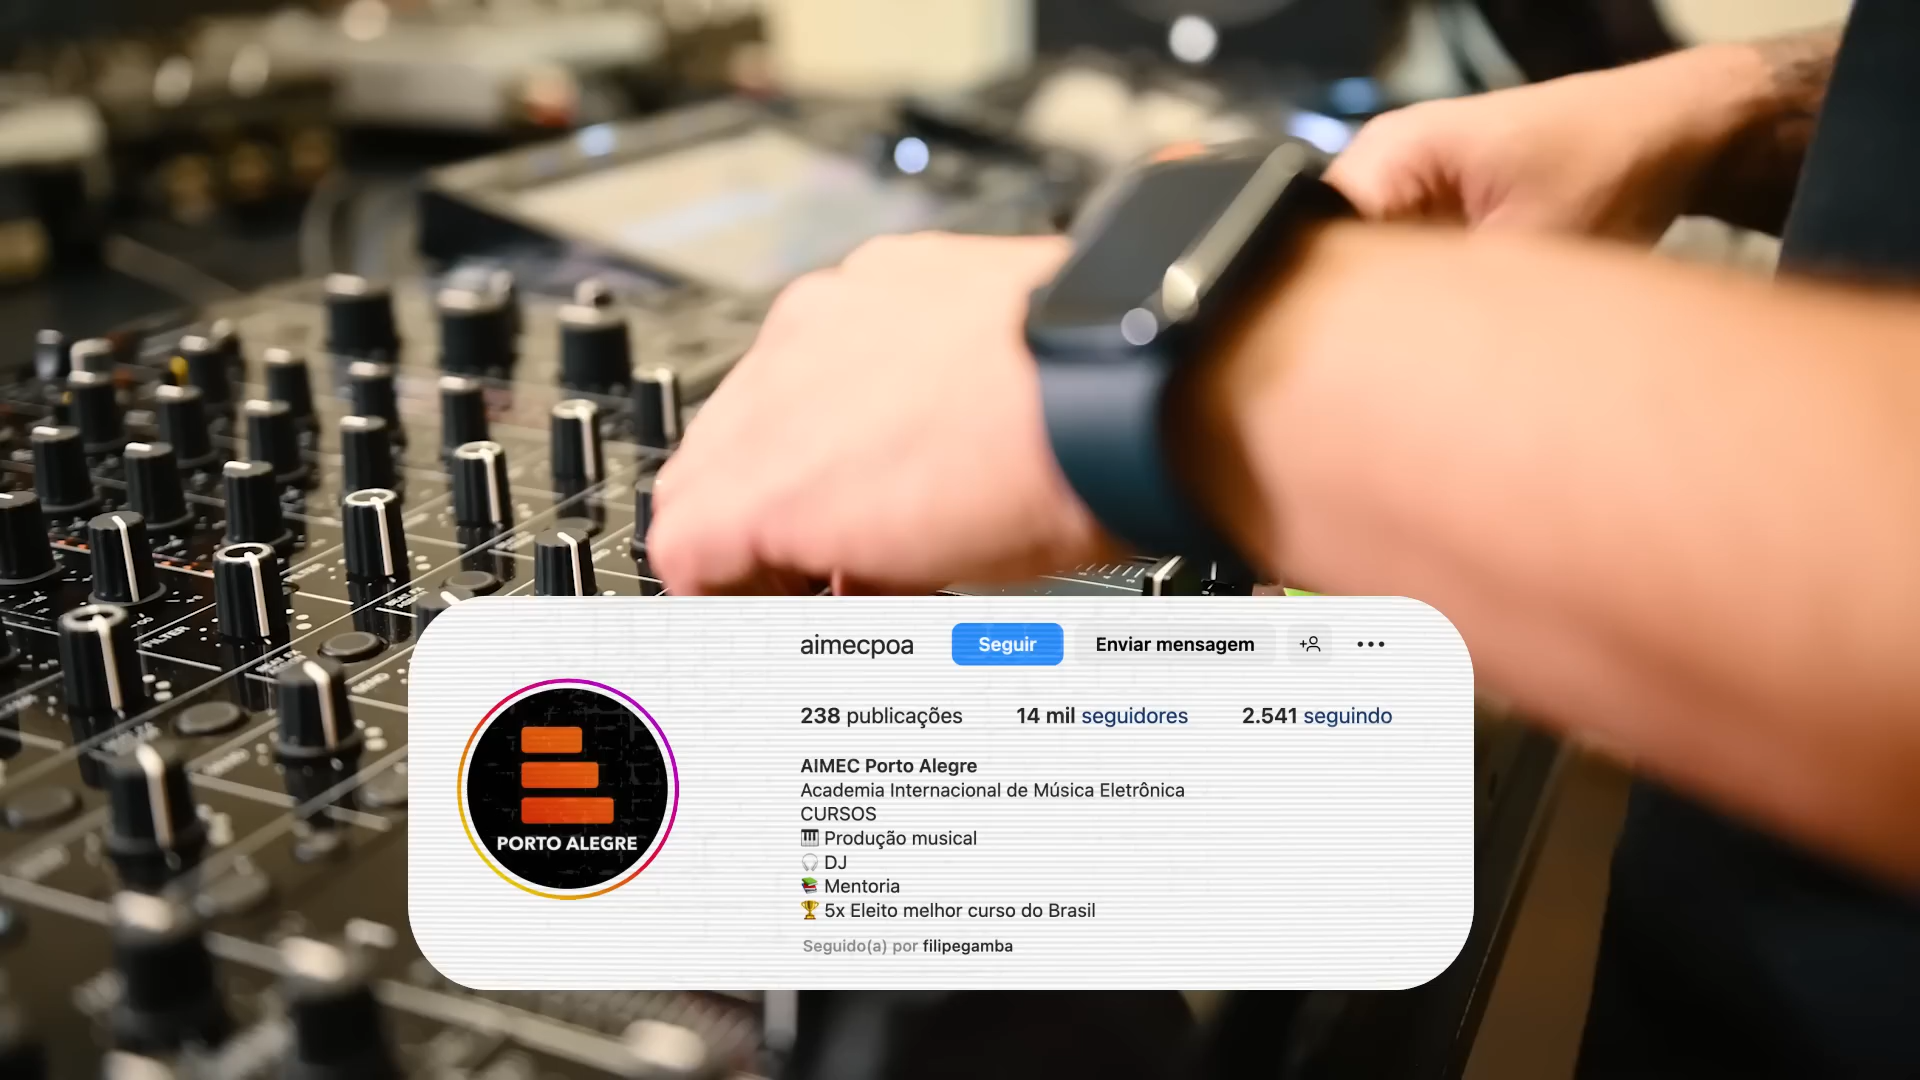 aimecpoa Seguir Enviar mensagem
238 publicações 14 mil seguidores 2.541 seguindo
AIMEC Porto Alegre
Academia Internacional de Música Eletrônica
CURSOS
🎹 Produção musical
🎧 DJ
📚 Mentoria
🏆 5x Eleito melhor curso do Brasil
Seguido(a) por filipegamba
PORTO ALEGRE
FILTER